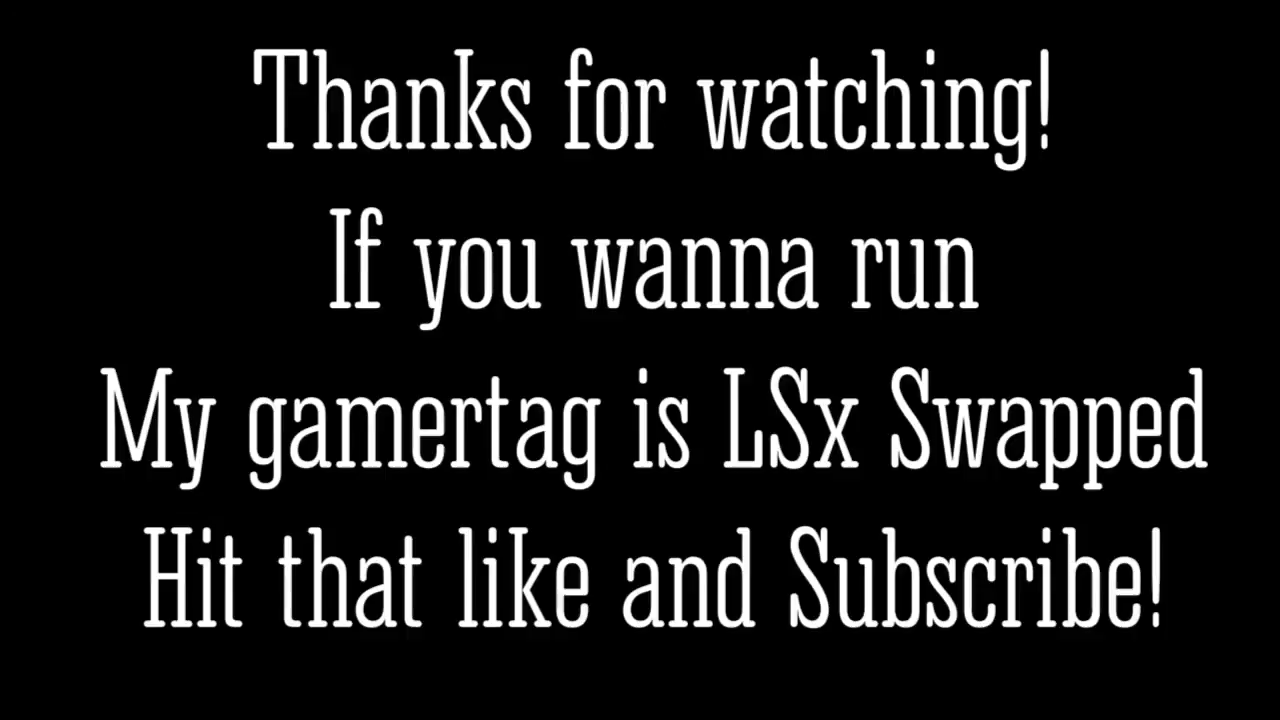 Thanks for watching!
If you wanna run
My gamertag is LSx Swapped
Hit that like and Subscribe!